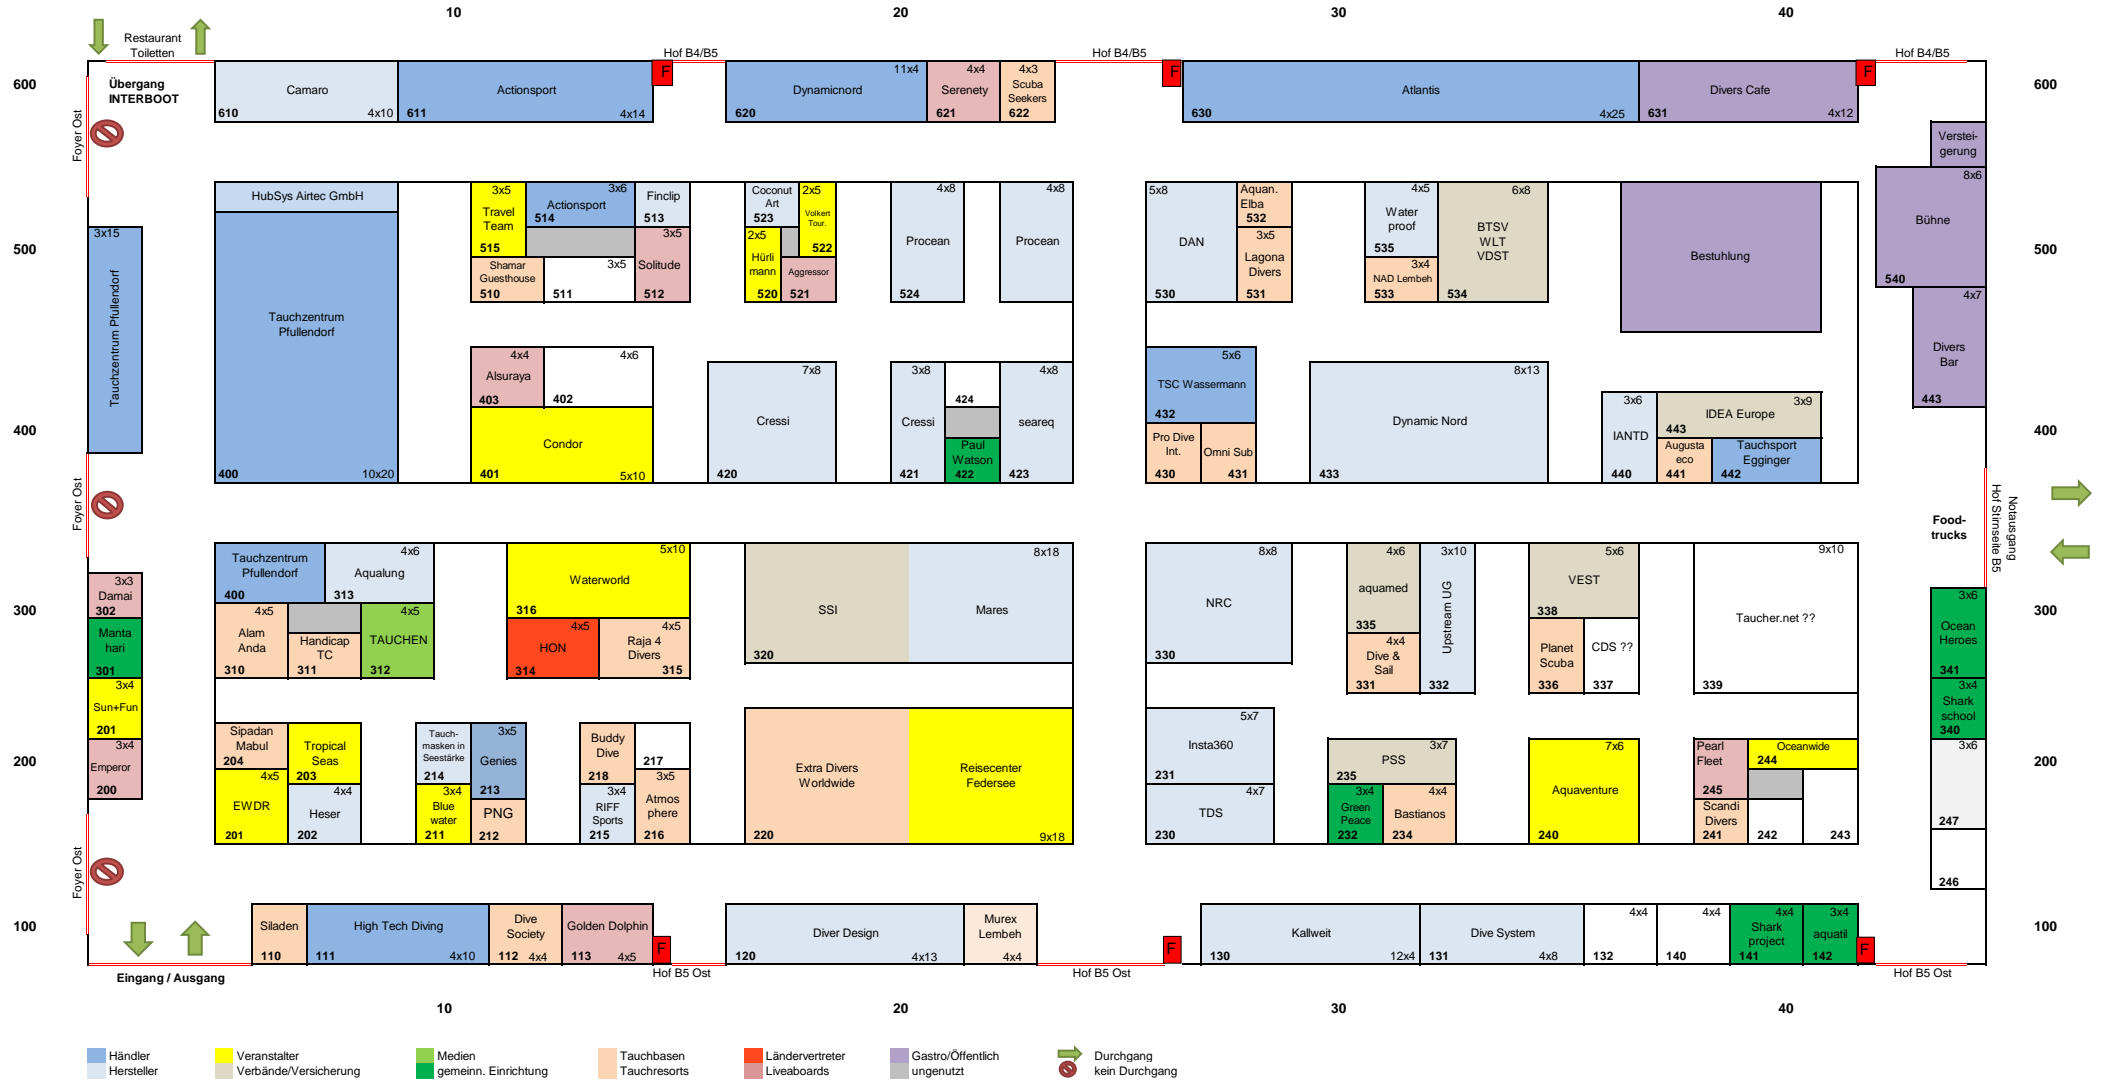 10
20
30
40
Restaurant
Toiletten
Hof B4/B5
Hof B4/B5
Hof B4/B5
600
Übergang
INTERBOOT
Foyer Ost
Camaro
610
4x10
Actionsport
611
4x14
F
11x4
Dynamicnord
620
4x4
Serenety
621
4x3
Scuba
Seekers
622
F
Atlantis
630
4x25
Divers Cafe
631
4x12
F
600
Verstei-
gerung
8x6
Bühne
540
500
3x15
Tauchzentrum Pfullendorf
HubSys Airtec GmbH
Tauchzentrum
Pfullendorf
400
10x20
3x5
Travel
Team
515
3x6
Actionsport
514
Finclip
513
Shamar
Guesthouse
510
3x5
511
3x5
Solitude
512
Coconut
Art
523
2x5
Volkert
Tour.
522
2x5
Hürli
mann
520
Aggressor
521
4x8
Procean
524
4x8
Procean
5x8
DAN
530
Aquan.
Elba
532
3x5
Lagona
Divers
531
4x5
Water
proof
535
3x4
NAD Lembeh
533
6x8
BTSV
WLT
VDST
534
Bestuhlung
500
4x7
Divers
Bar
443
400
4x4
Alsuraya
403
4x6
402
Condor
401
5x10
7x8
Cressi
420
3x8
Cressi
421
424
Paul
Watson
422
4x8
seareq
423
5x6
TSC Wassermann
432
Pro Dive
Int.
430
Omni Sub
431
8x13
Dynamic Nord
433
3x6
IANTD
440
3x9
IDEA Europe
443
Augusta
eco
441
Tauchsport
Egginger
442
400
Foyer Ost
Food-
trucks
Notausgang
Hof Stirnseite B5
300
3x3
Damai
302
Manta
hari
301
3x4
Sun+Fun
201
3x4
Emperor
200
Tauchzentrum
Pfullendorf
400
4x6
Aqualung
313
4x5
Alam
Anda
310
Handicap
TC
311
4x5
TAUCHEN
312
5x10
Waterworld
316
4x5
HON
314
4x5
Raja 4
Divers
315
SSI
320
8x18
Mares
8x8
NRC
330
4x6
aquamed
335
4x4
Dive &
Sail
331
3x10
Upstream UG
332
5x6
VEST
338
Planet
Scuba
336
CDS ??
337
9x10
Taucher.net ??
339
3x6
Ocean
Heroes
341
3x4
Shark
school
340
300
200
Sipadan
Mabul
204
Tropical
Seas
203
4x5
EWDR
201
4x4
Heser
202
Tauch-
masken in
Seestärke
214
3x5
Genies
213
3x4
Blue
water
211
PNG
212
Buddy
Dive
218
217
3x4
RIFF
Sports
215
3x5
Atmos
phere
216
Extra Divers
Worldwide
220
Reisecenter
Federsee
9x18
5x7
Insta360
231
4x7
TDS
230
3x7
PSS
235
3x4
Green
Peace
232
4x4
Bastianos
234
7x6
Aquaventure
240
Pearl
Fleet
245
Oceanwide
244
Scandi
Divers
241
242
243
3x6
247
246
200
Foyer Ost
100
Siladen
110
High Tech Diving
111
4x10
Dive
Society
112
4x4
Golden Dolphin
113
4x5
F
Diver Design
120
4x13
Murex
Lembeh
4x4
F
Kallweit
130
12x4
Dive System
131
4x8
4x4
132
4x4
140
4x4
Shark
project
141
3x4
aquatil
142
F
100
Eingang / Ausgang
Hof B5 Ost
Hof B5 Ost
Hof B5 Ost
10
20
30
40
Händler
Hersteller
Veranstalter
Verbände/Versicherung
Medien
gemeinn. Einrichtung
Tauchbasen
Tauchresorts
Ländervertreter
Liveaboards
Gastro/Öffentlich
ungenutzt
Durchgang
kein Durchgang